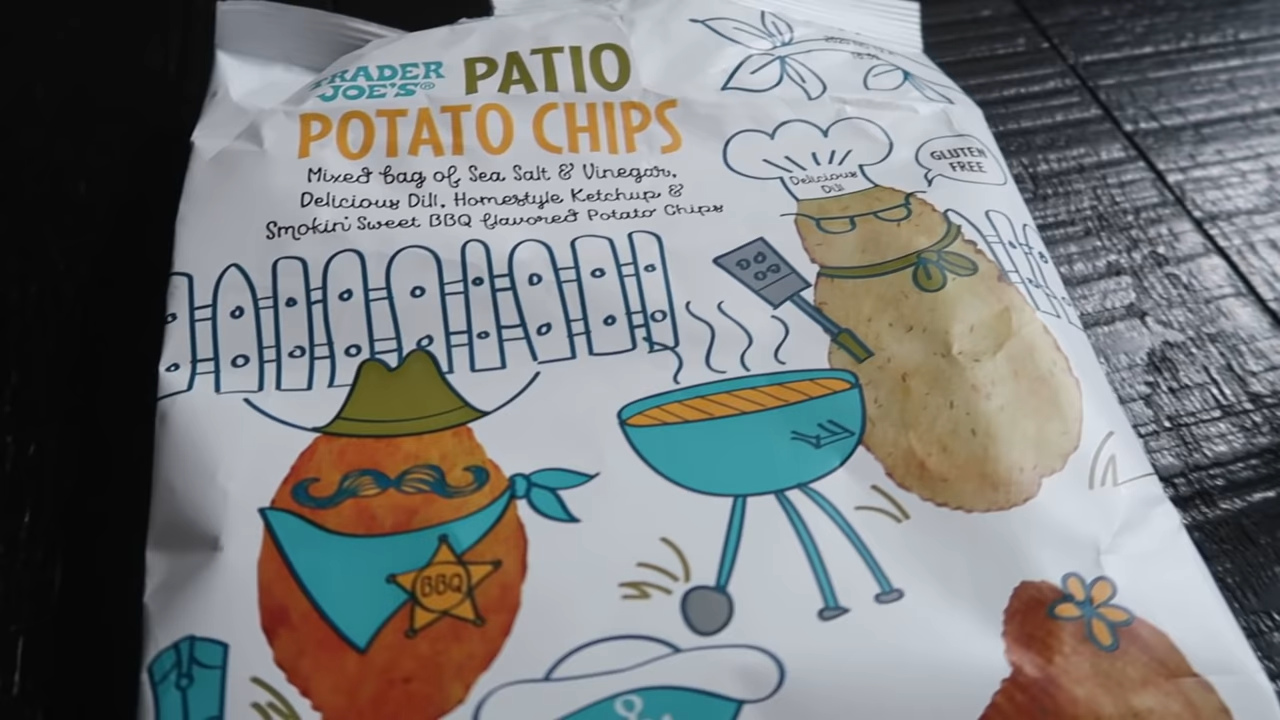 TRADER
JOE'S®
PATIO
POTATO CHIPS
Mixed bag of Sea Salt & Vinegar,
Delicious Dill, Homestyle Ketchup &
Smokin' Sweet BBQ flavored Potato Chips
Delicious
Dill
GLUTEN
FREE
BBQ